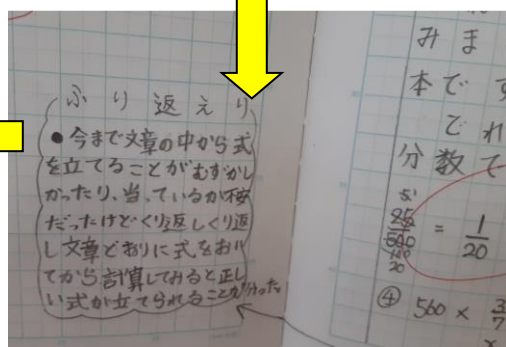 ふり返えり
●今まで文章の中から式
を立てることがむずかし
かったり、当っているか不安
だったけどくり返しくり返
し文章どおりに式をおい
てから計算してみると正し
い式が立てられることが分かった
みま
本です
でれ
分数で
= 1/20
④ 560 × 3/7